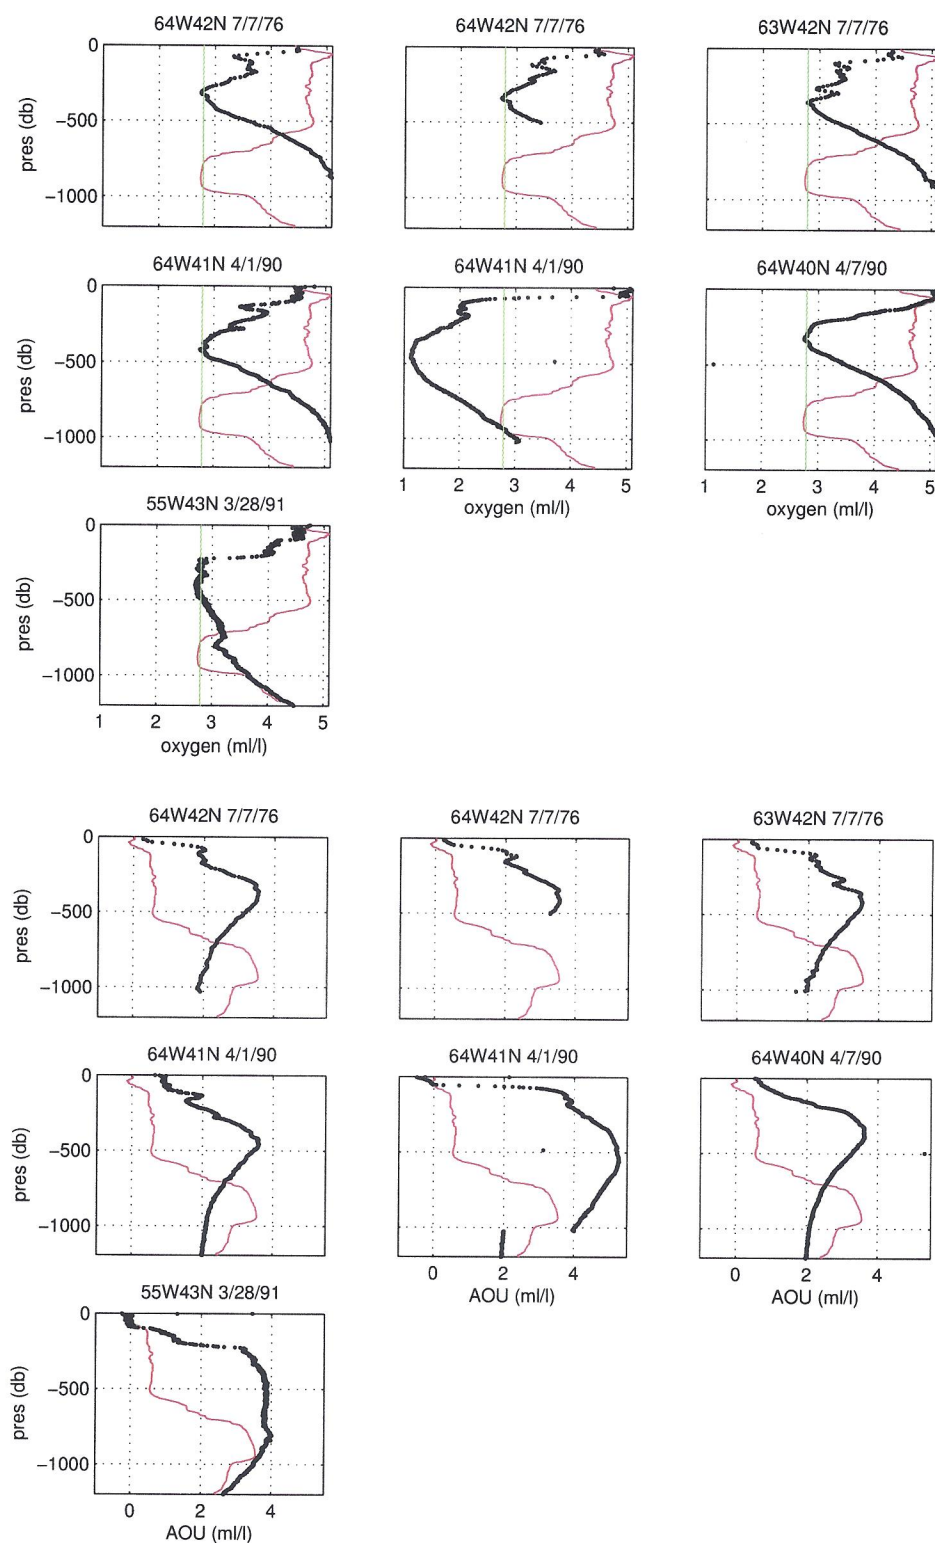 64W42N 7/7/76
64W42N 7/7/76
63W42N 7/7/76
0
−500
−1000
pres (db)
64W41N 4/1/90
64W41N 4/1/90
64W40N 4/7/90
0
−500
−1000
pres (db)
1 2 3 4 5
oxygen (ml/l)
1 2 3 4 5
oxygen (ml/l)
55W43N 3/28/91
0
−500
−1000
pres (db)
1 2 3 4 5
oxygen (ml/l)
64W42N 7/7/76
64W42N 7/7/76
63W42N 7/7/76
0
−500
−1000
pres (db)
64W41N 4/1/90
64W41N 4/1/90
64W40N 4/7/90
0
−500
−1000
pres (db)
0 2 4
AOU (ml/l)
0 2 4
AOU (ml/l)
55W43N 3/28/91
0
−500
−1000
pres (db)
0 2 4
AOU (ml/l)